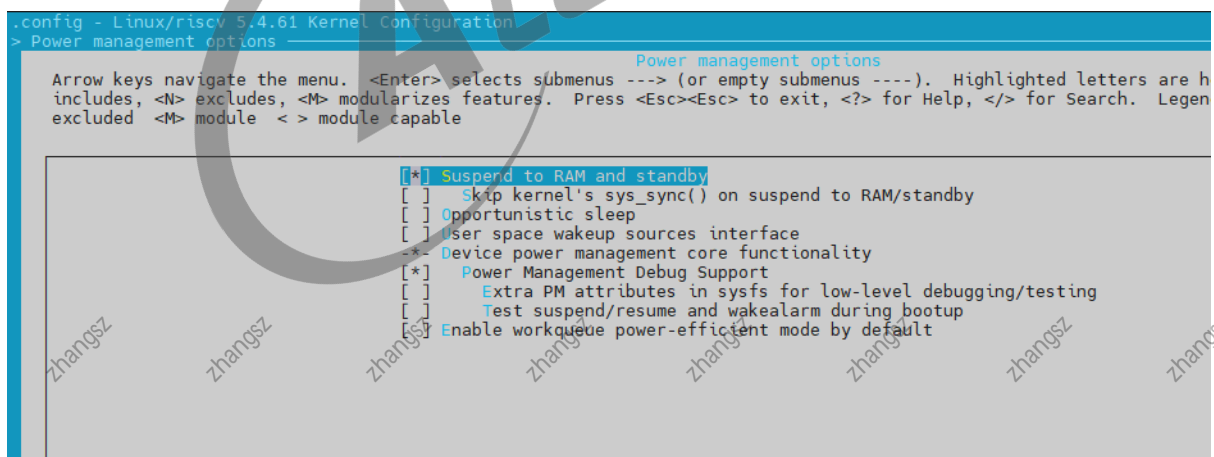 .config - Linux/riscv 5.4.61 Kernel Configuration
> Power management options
Power management options
Arrow keys navigate the menu. <Enter> selects submenus ---> (or empty submenus ----). Highlighted letters are h
includes, <N> excludes, <M> modularizes features. Press <Esc><Esc> to exit, <?> for Help, </> for Search. Legen
excluded <M> module < > module capable
[*] Suspend to RAM and standby
[ ] Skip kernel's sys_sync() on suspend to RAM/standby
[ ] Opportunistic sleep
[ ] User space wakeup sources interface
-*- Device power management core functionality
[*] Power Management Debug Support
[ ] Extra PM attributes in sysfs for low-level debugging/testing
[ ] Test suspend/resume and wakealarm during bootup
[ ] Enable workqueue power-efficient mode by default
zhangsz zhangsz zhangsz zhangsz zhangsz zhangsz zhangsz zhang